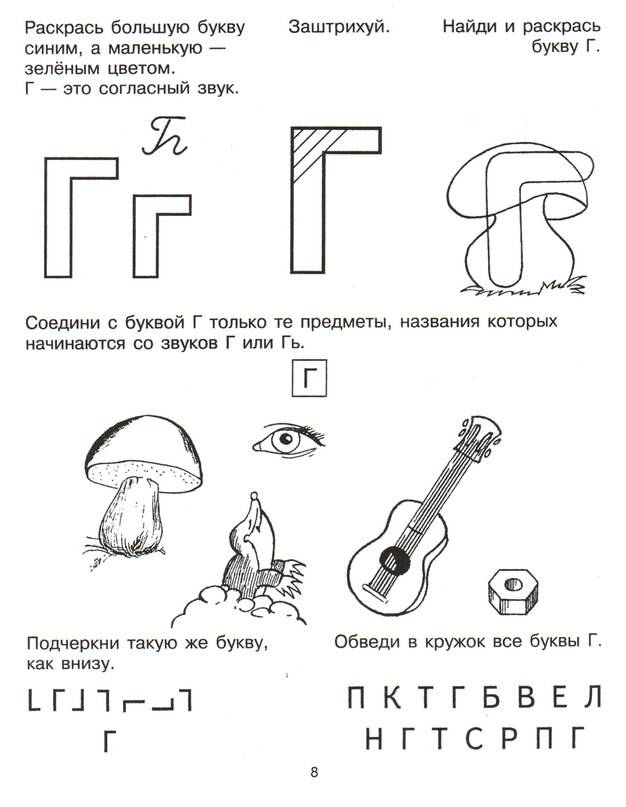 Раскрась большую букву
синим, а маленькую —
зелёным цветом.
Г — это согласный звук.
Заштрихуй.
Найди и раскрась
букву Г.
Гг
Г г
Г
Г
Соедини с буквой Г только те предметы, названия которых
начинаются со звуков Г или Гь.
Г
Подчеркни такую же букву,
как внизу.
Г
Г
Обведи в кружок все буквы Г.
П К Т Г Б В Е Л
Н Г Т С Р П Г
8